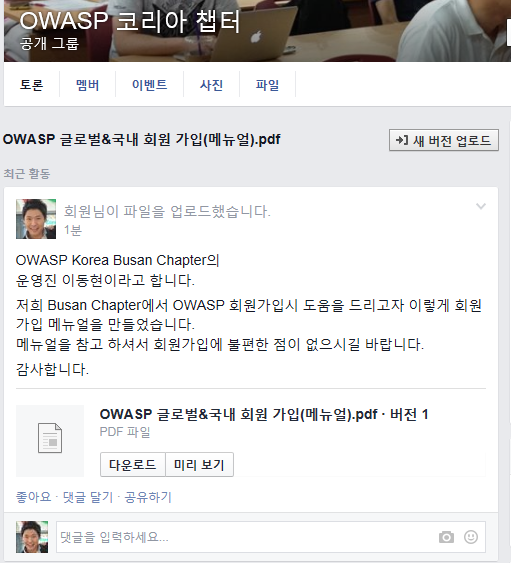 OWASP 코리아 챕터
공개 그룹
토론 멤버 이벤트 사진 파일
OWASP 글로벌&국내 회원 가입(메뉴얼).pdf 새 버전 업로드
최근 활동
회원님이 파일을 업로드했습니다.
1분
OWASP Korea Busan Chapter의
운영진 이동현이라고 합니다.
저희 Busan Chapter에서 OWASP 회원가입시 도움을 드리고자 이렇게 회원
가입 메뉴얼을 만들었습니다.
메뉴얼을 참고 하셔서 회원가입에 불편한 점이 없으시길 바랍니다.
감사합니다.
OWASP 글로벌&국내 회원 가입(메뉴얼).pdf · 버전 1
PDF 파일
다운로드 미리 보기
좋아요 · 댓글 달기 · 공유하기
댓글을 입력하세요...